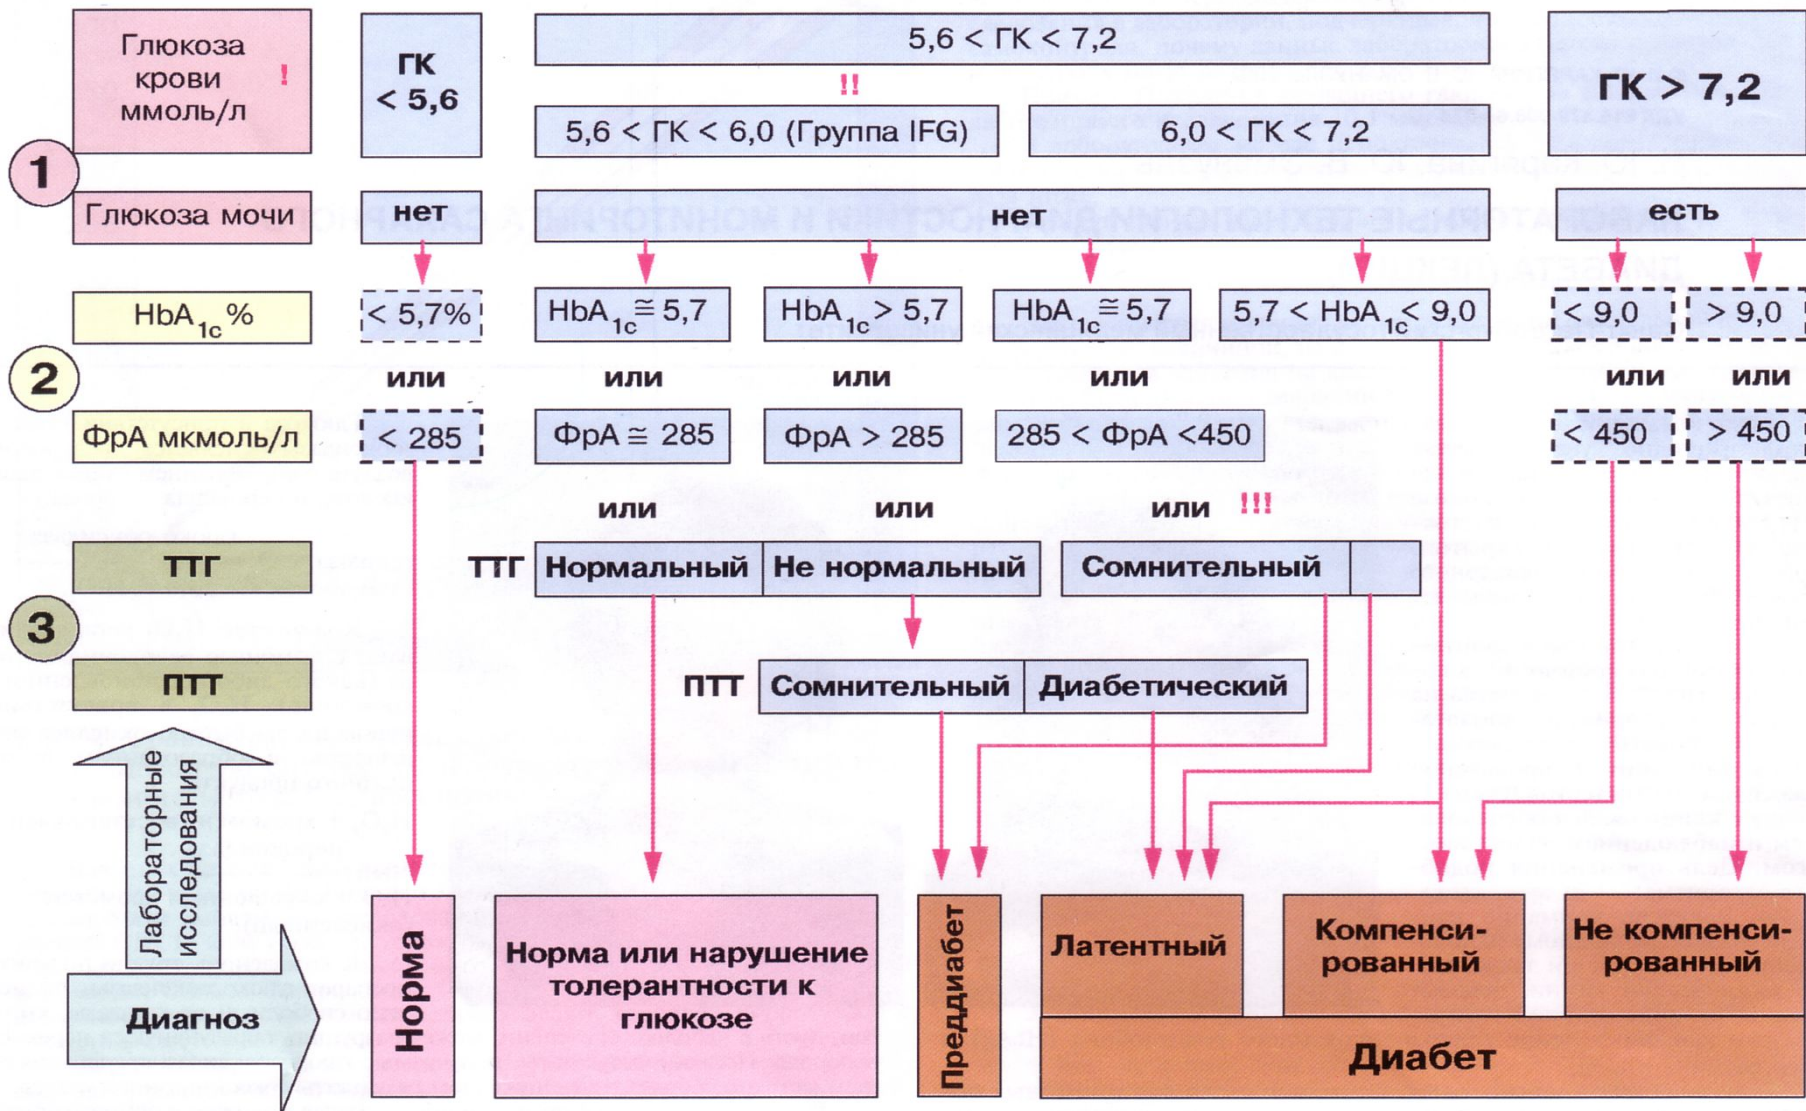 Глюкоза
крови !
ммоль/л
ГК
< 5,6
5,6 < ГК < 7,2
!!
5,6 < ГК < 6,0 (Группа IFG)
6,0 < ГК < 7,2
ГК > 7,2
1
Глюкоза мочи
нет
нет
есть
HbA1c %
< 5,7%
HbA1c ≅ 5,7
HbA1c > 5,7
HbA1c ≅ 5,7
5,7 < HbA1c < 9,0
< 9,0
> 9,0
2
или
или
или
или
или
или
ФрА мкмоль/л
< 285
ФрА ≅ 285
ФрА > 285
285 < ФрА <450
< 450
> 450
или
или
или !!!
ТТГ
ТТГ
Нормальный
Не нормальный
Сомнительный
3
ПТТ
ПТТ
Сомнительный
Диабетический
Лабораторные
исследования
Диагноз
Норма
Норма или нарушение
толерантности к
глюкозе
Преддиабет
Латентный
Компенси-
рованный
Не компенси-
рованный
Диабет